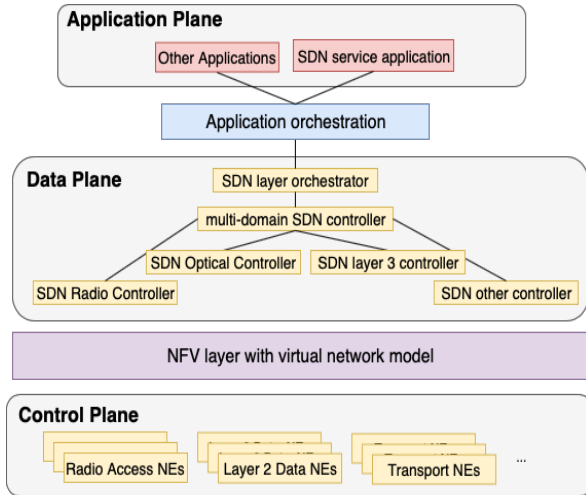 Application Plane
Other Applications
SDN service application
Application orchestration
Data Plane
SDN layer orchestrator
multi-domain SDN controller
SDN Optical Controller
SDN layer 3 controller
SDN Radio Controller
SDN other controller
NFV layer with virtual network model
Control Plane
Radio Access NEs
Layer 2 Data NEs
Transport NEs
...